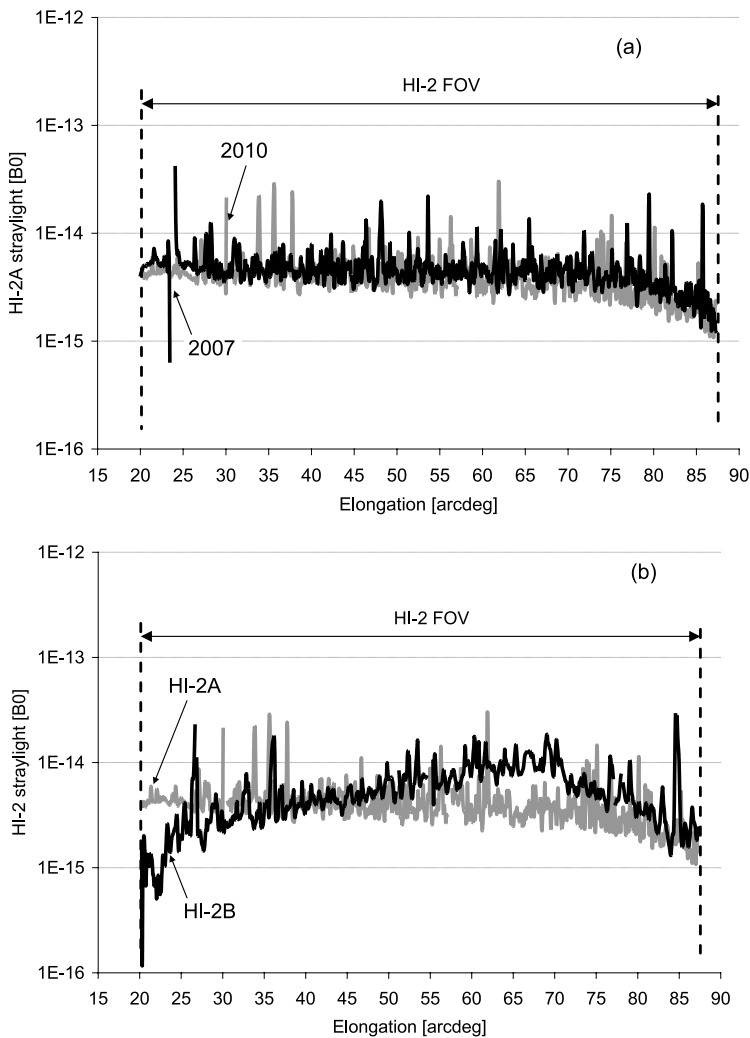 1E-12
(a)
HI-2 FOV
1E-13
2010
HI-2A straylight [B0]
1E-14
2007
1E-15
1E-16
15 20 25 30 35 40 45 50 55 60 65 70 75 80 85 90
Elongation [arcdeg]
1E-12
(b)
HI-2 FOV
1E-13
HI-2A
HI-2 straylight [B0]
1E-14
1E-15
HI-2B
1E-16
15 20 25 30 35 40 45 50 55 60 65 70 75 80 85 90
Elongation [arcdeg]